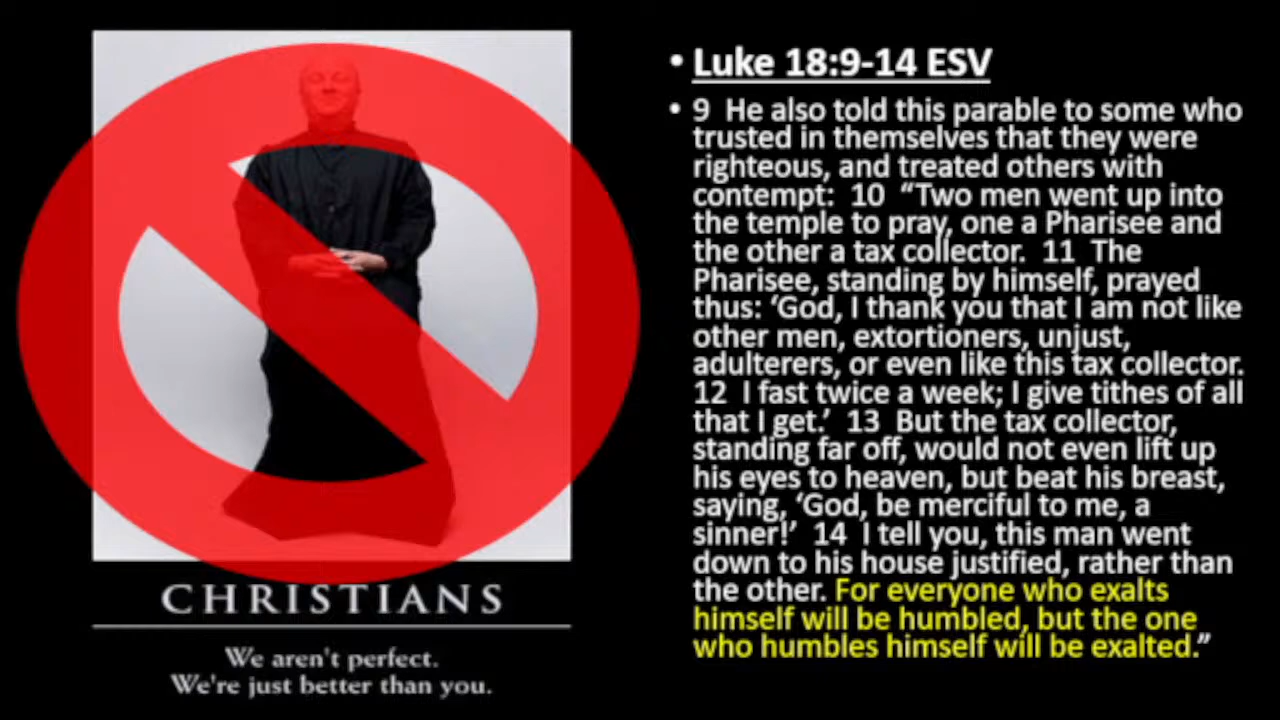 CHRISTIANS
We aren't perfect.
We're just better than you.
• Luke 18:9-14 ESV
• 9 He also told this parable to some who
trusted in themselves that they were
righteous, and treated others with
contempt: 10 “Two men went up into
the temple to pray, one a Pharisee and
the other a tax collector. 11 The
Pharisee, standing by himself, prayed
thus: ‘God, I thank you that I am not like
other men, extortioners, unjust,
adulterers, or even like this tax collector.
12 I fast twice a week; I give tithes of all
that I get.’ 13 But the tax collector,
standing far off, would not even lift up
his eyes to heaven, but beat his breast,
saying, ‘God, be merciful to me, a
sinner!’ 14 I tell you, this man went
down to his house justified, rather than
the other. For everyone who exalts
himself will be humbled, but the one
who humbles himself will be exalted.”